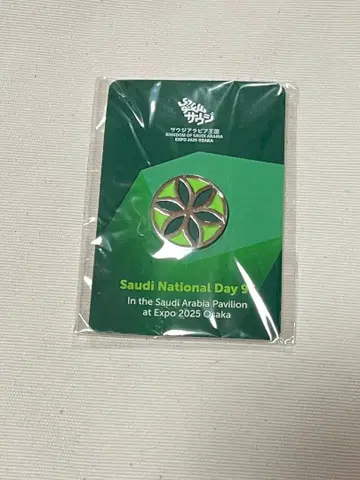 サウジアラビア王国
KINGDOM OF SAUDI ARABIA
EXPO 2025 OSAKA
Saudi National Day
In the Saudi Arabia Pavilion
at Expo 2025 Osaka